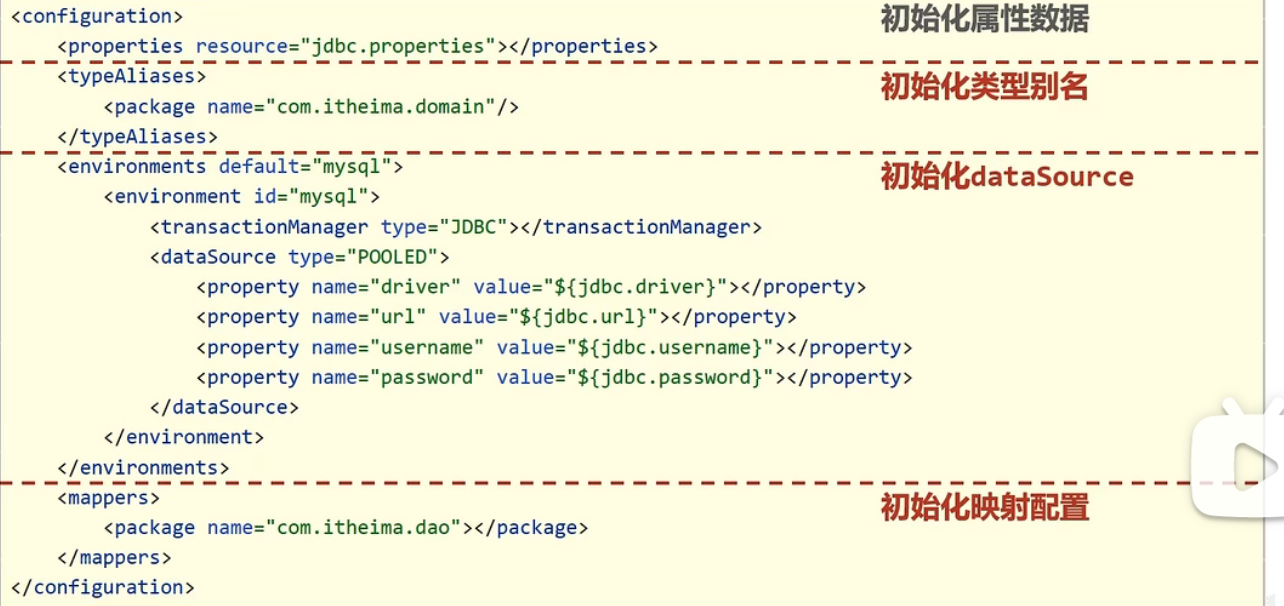 <configuration>
初始化属性数据
<properties resource="jdbc.properties"></properties>
<typeAliases>
初始化类型别名
<package name="com.itheima.domain"/>
</typeAliases>
<environments default="mysql">
初始化dataSource
<environment id="mysql">
<transactionManager type="JDBC"></transactionManager>
<dataSource type="POOLED">
<property name="driver" value="${jdbc.driver}"></property>
<property name="url" value="${jdbc.url}"></property>
<property name="username" value="${jdbc.username}"></property>
<property name="password" value="${jdbc.password}"></property>
</dataSource>
</environment>
</environments>
<mappers>
初始化映射配置
<package name="com.itheima.dao"></package>
</mappers>
</configuration>